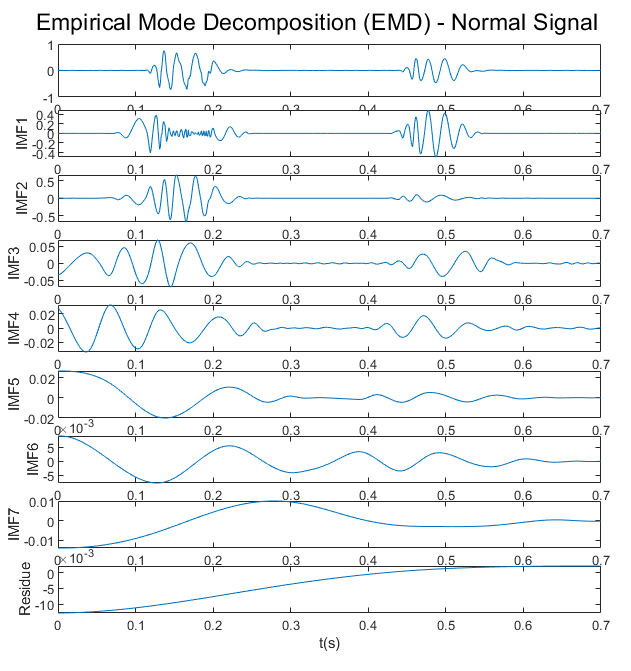 Empirical Mode Decomposition (EMD) - Normal Signal
1
0
-1
0 0.1 0.2 0.3 0.4 0.5 0.6 0.7
IMF1
0.4
0.2
0
-0.2
-0.4
0 0.1 0.2 0.3 0.4 0.5 0.6 0.7
IMF2
0.5
0
-0.5
0 0.1 0.2 0.3 0.4 0.5 0.6 0.7
IMF3
0.05
0
-0.05
0 0.1 0.2 0.3 0.4 0.5 0.6 0.7
IMF4
0.02
0
-0.02
0 0.1 0.2 0.3 0.4 0.5 0.6 0.7
IMF5
0.02
0
-0.02
0 0.1 0.2 0.3 0.4 0.5 0.6 0.7
×10⁻³
IMF6
5
0
-5
0 0.1 0.2 0.3 0.4 0.5 0.6 0.7
IMF7
0.01
0
-0.01
0 0.1 0.2 0.3 0.4 0.5 0.6 0.7
×10⁻³
Residue
0
-5
-10
0 0.1 0.2 0.3 0.4 0.5 0.6 0.7
t(s)